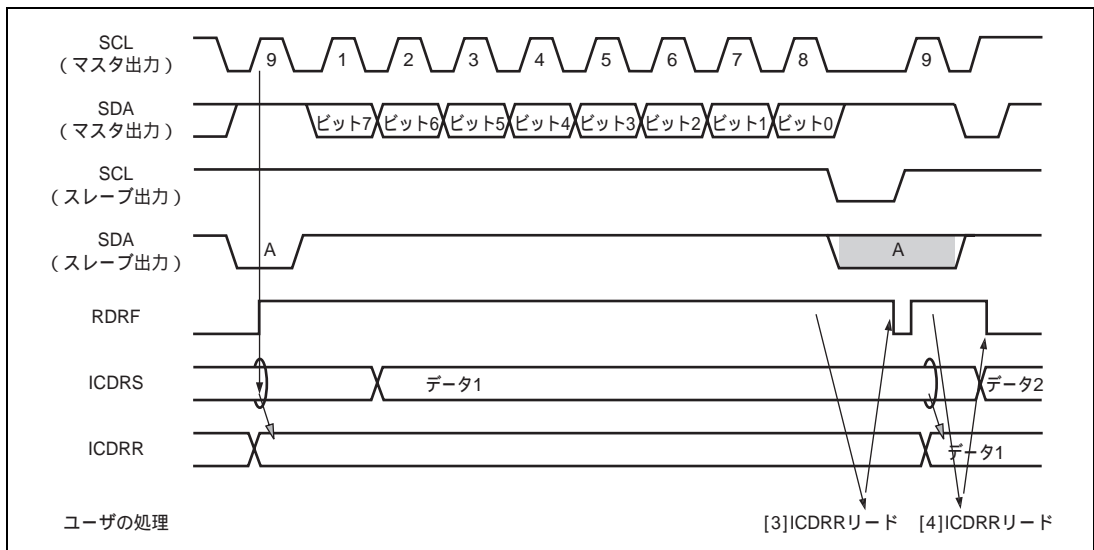 SCL
（マスタ出力）
9 1 2 3 4 5 6 7 8 9
SDA
（マスタ出力）
ビット7 ビット6 ビット5 ビット4 ビット3 ビット2 ビット1 ビット0
SCL
（スレーブ出力）
SDA
（スレーブ出力）
A A
RDRF
ICDRS
データ1 データ2
ICDRR
データ1
ユーザの処理
[3]ICDRRリード [4]ICDRRリード